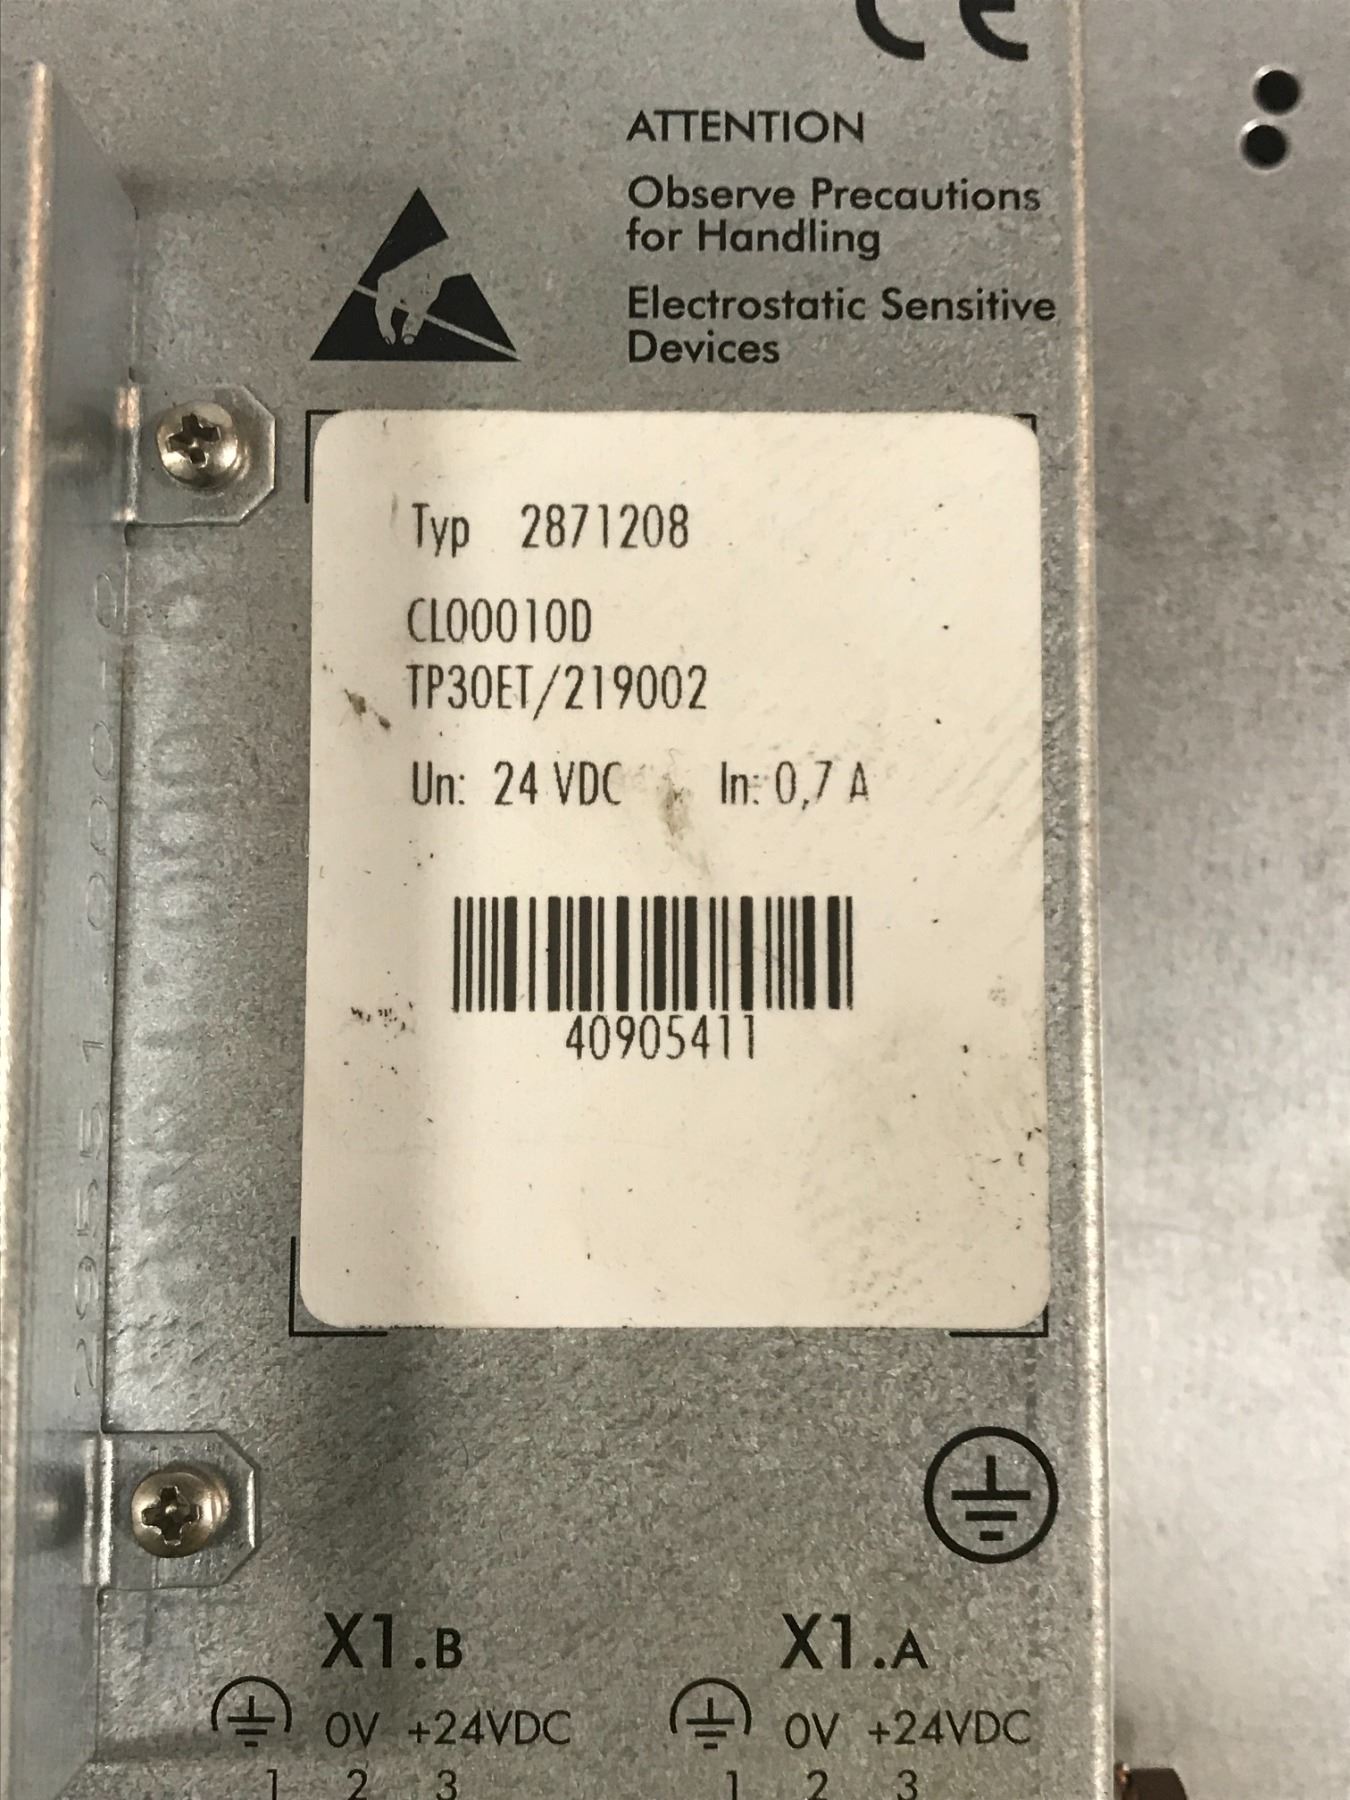 CE
ATTENTION
Observe Precautions
for Handling
Electrostatic Sensitive
Devices
Typ 2871208
CL00010D
TP30ET/219002
Un: 24 VDC In: 0,7 A
40905411
X1.B X1.A
0V +24VDC 0V +24VDC
1 2 3 1 2 3